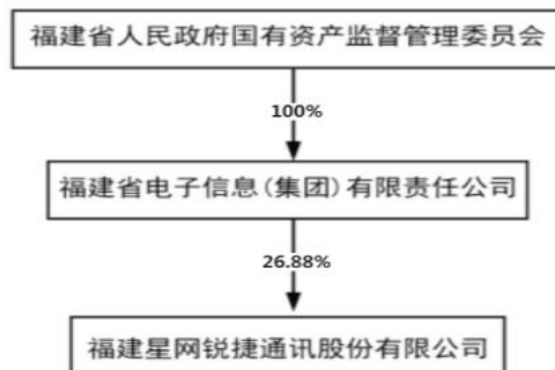 福建省人民政府国有资产监督管理委员会
100%
福建省电子信息(集团)有限责任公司
26.88%
福建星网锐捷通讯股份有限公司